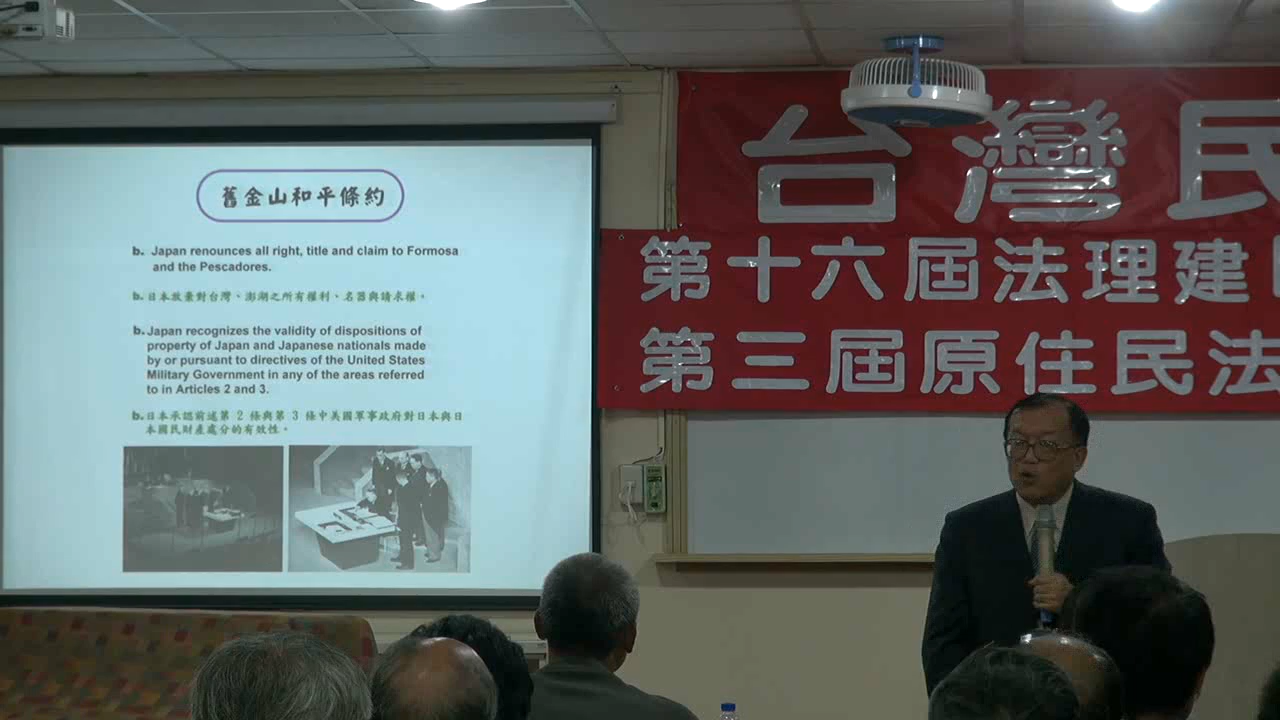 舊金山和平條約
b. Japan renounces all right, title and claim to Formosa
and the Pescadores.
b.日本放棄對台灣、澎湖之所有權利、名器與請求權。
b. Japan recognizes the validity of dispositions of
property of Japan and Japanese nationals made
by or pursuant to directives of the United States
Military Government in any of the areas referred
to in Articles 2 and 3.
b.日本承認前述第 2 條與第 3 條中美國軍事政府對日本與日
本國民財產處分的有效性。
台灣民
第十六屆法理建
第三屆原住民法